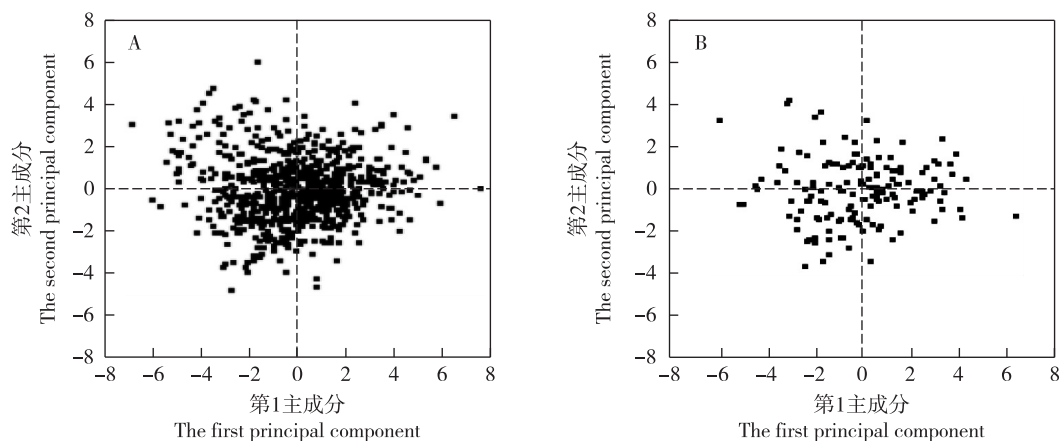 A
8
6
4
2
0
−2
−4
−6
−8
−8 −6 −4 −2 0 2 4 6 8
第2主成分
The second principal component
第1主成分
The first principal component
B
8
6
4
2
0
−2
−4
−6
−8
−8 −6 −4 −2 0 2 4 6 8
第2主成分
The second principal component
第1主成分
The first principal component